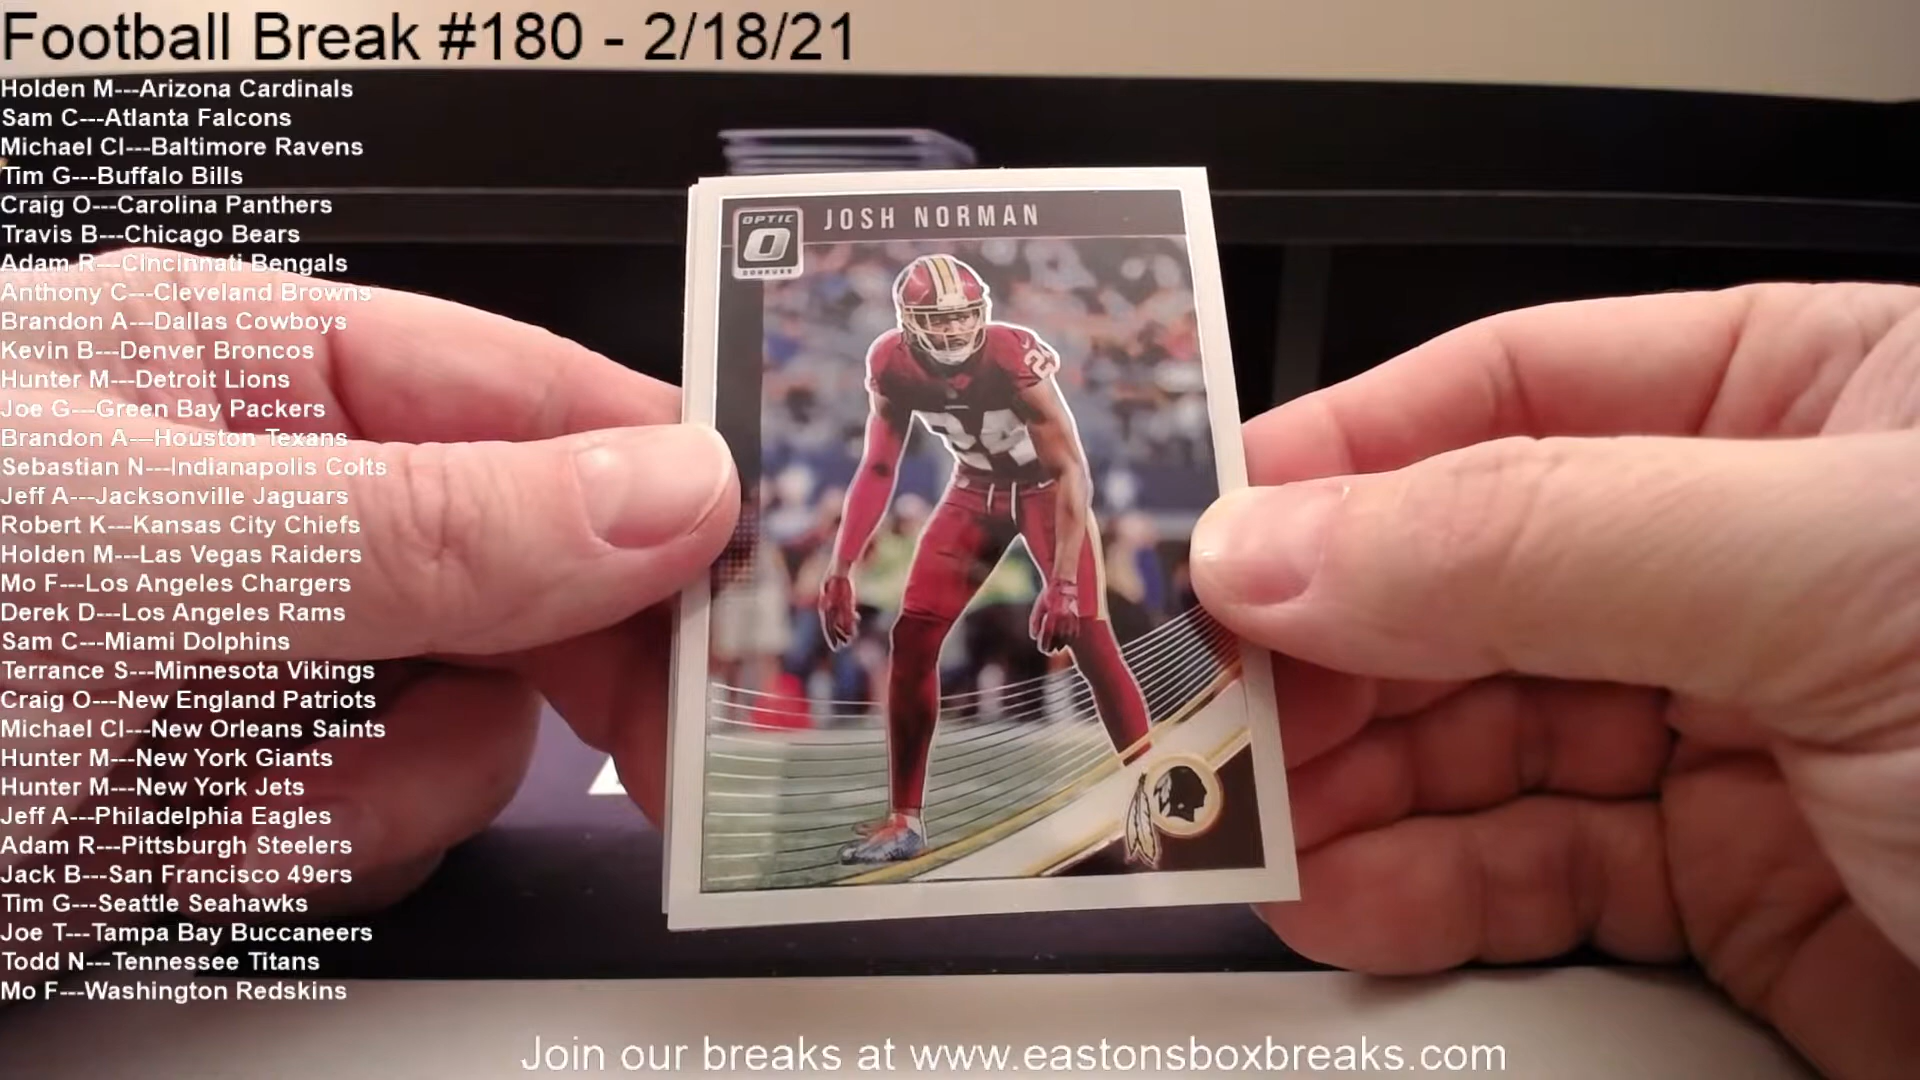 Football Break #180 - 2/18/21
Holden M---Arizona Cardinals
Sam C---Atlanta Falcons
Michael Cl---Baltimore Ravens
Tim G---Buffalo Bills
Craig O---Carolina Panthers
Travis B---Chicago Bears
Adam R---CIncinnati Bengals
Anthony C---Cleveland Browns
Brandon A---Dallas Cowboys
Kevin B---Denver Broncos
Hunter M---Detroit Lions
Joe G---Green Bay Packers
Brandon A---Houston Texans
Sebastian N---Indianapolis Colts
Jeff A---Jacksonville Jaguars
Robert K---Kansas City Chiefs
Holden M---Las Vegas Raiders
Mo F---Los Angeles Chargers
Derek D---Los Angeles Rams
Sam C---Miami Dolphins
Terrance S---Minnesota Vikings
Craig O---New England Patriots
Michael Cl---New Orleans Saints
Hunter M---New York Giants
Hunter M---New York Jets
Jeff A---Philadelphia Eagles
Adam R---Pittsburgh Steelers
Jack B---San Francisco 49ers
Tim G---Seattle Seahawks
Joe T---Tampa Bay Buccaneers
Todd N---Tennessee Titans
Mo F---Washington Redskins
OPTIC
O
DONRUSS
JOSH NORMAN
24
24
Join our breaks at www.eastonsboxbreaks.com